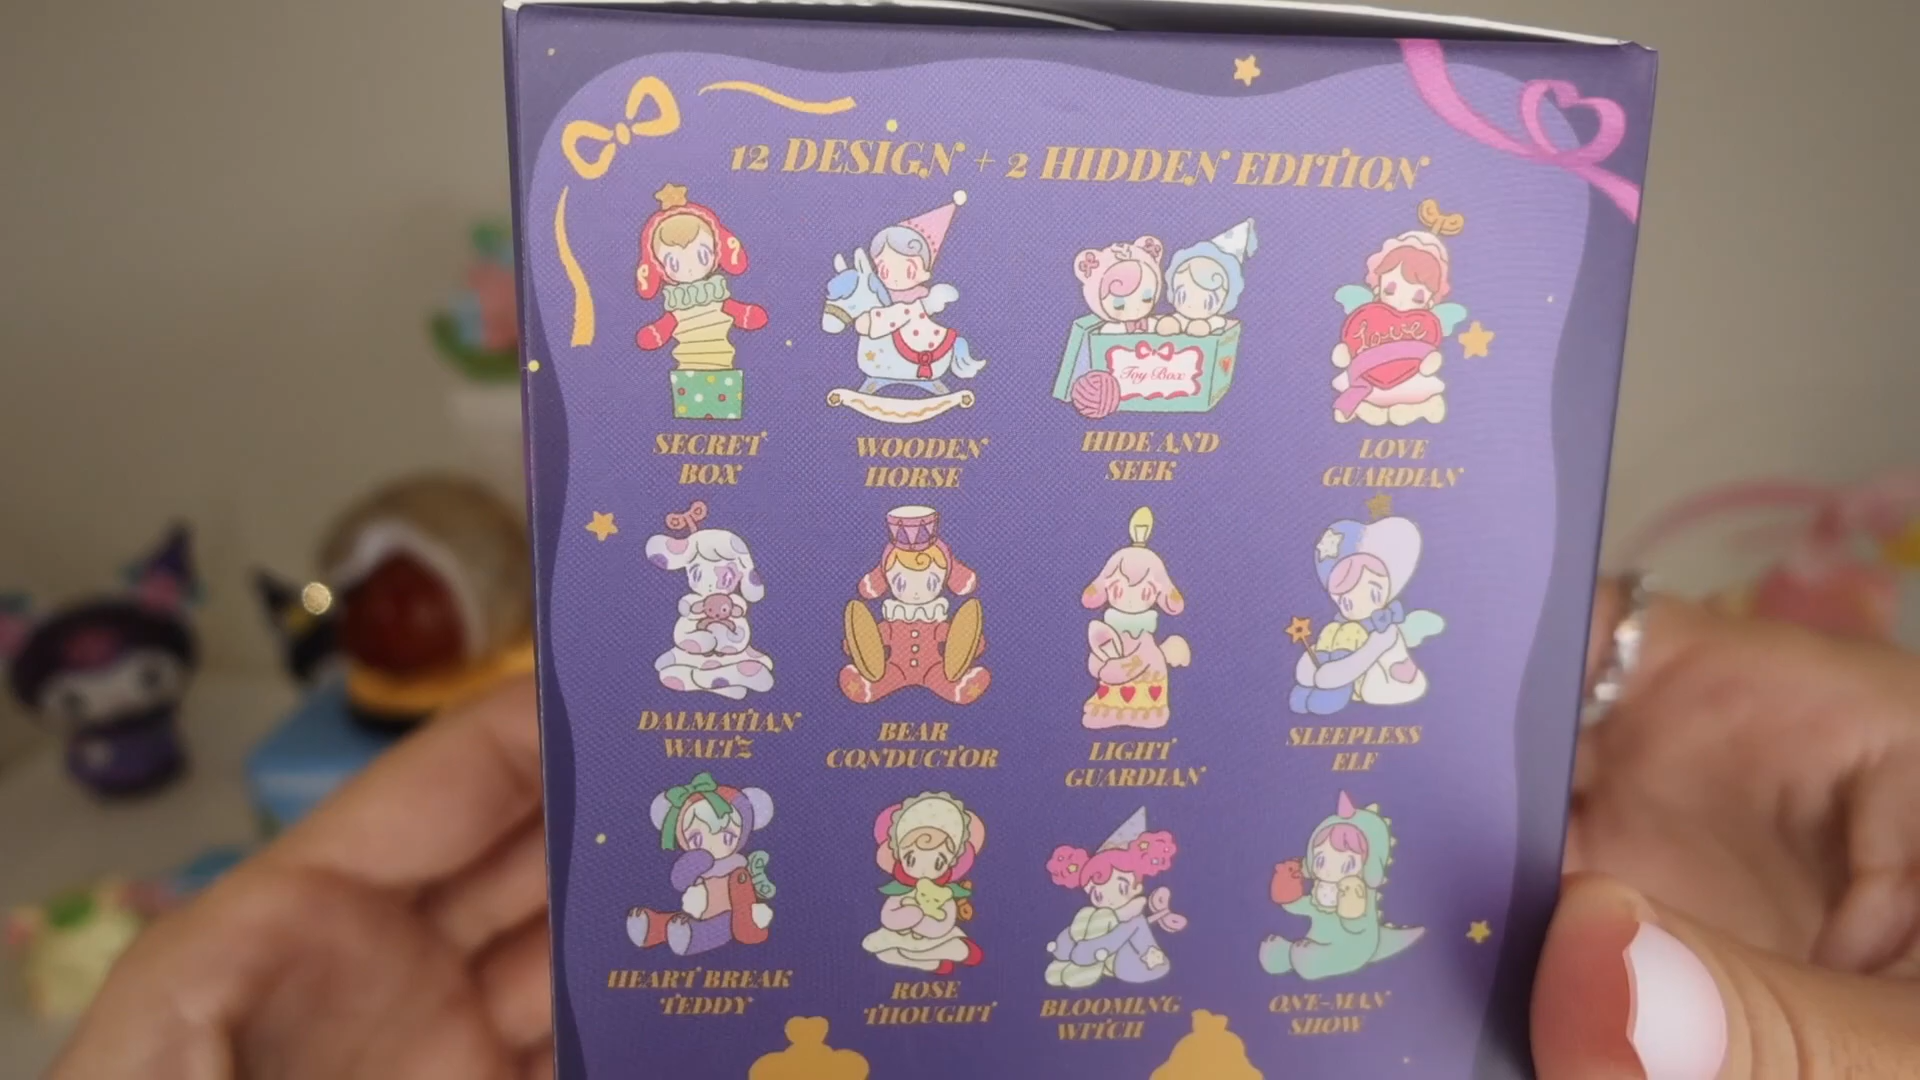 12 DESIGN + 2 HIDDEN EDITION
love
Toy Box
SECRET
BOX
WOODEN
HORSE
HIDE AND
SEEK
LOVE
GUARDIAN
DALMATIAN
WALTZ
BEAR
CONDUCTOR
LIGHT
GUARDIAN
SLEEPLESS
ELF
HEART BREAK
TEDDY
ROSE
THOUGHT
BLOOMING
WITCH
ONE-MAN
SHOW